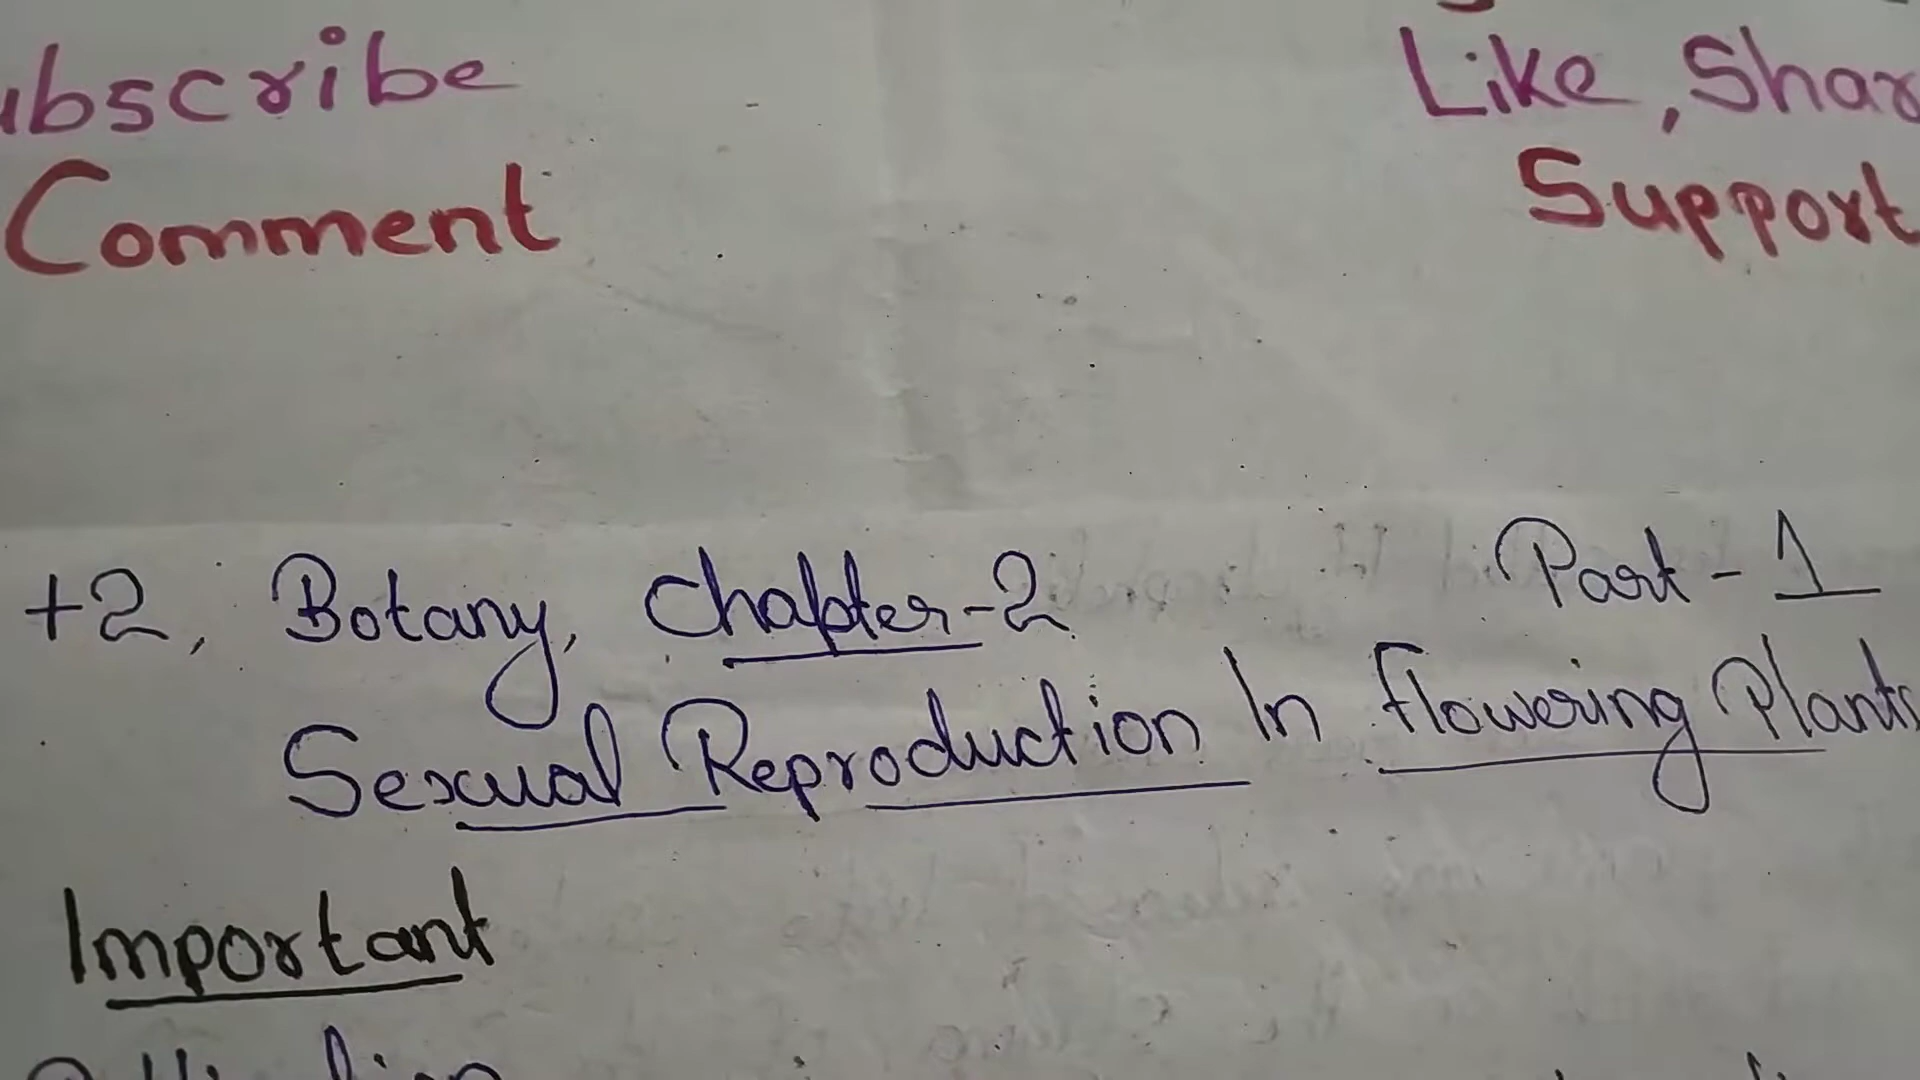 ubscribe
Like, Shar
Comment
Support
+2, Botany, Chapter-2
Part - 1
Sexual Reproduction In Flowering Plants
Important